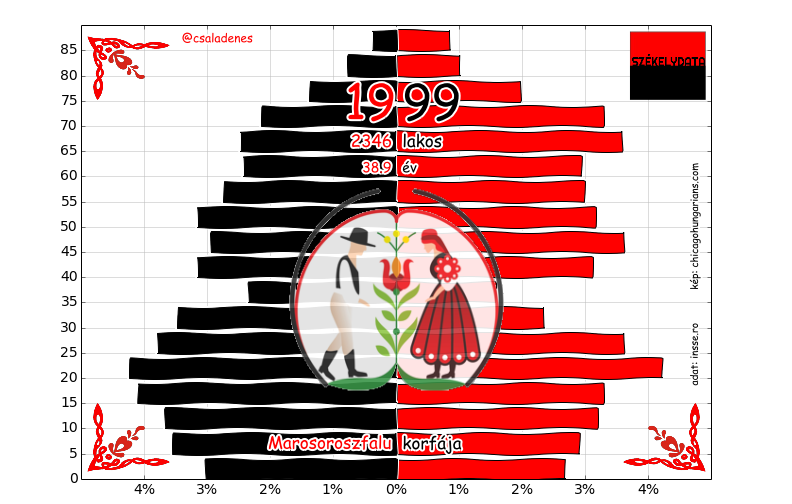 @csaladenes
SZÉKELYDATA
1999
2346 lakos
38.9 év
85
80
75
70
65
60
55
50
45
40
35
30
25
20
15
10
5
0
kép: chicagohungarians.com
adat: insse.ro
Marosoroszfalu korfája
4% 3% 2% 1% 0% 1% 2% 3% 4%